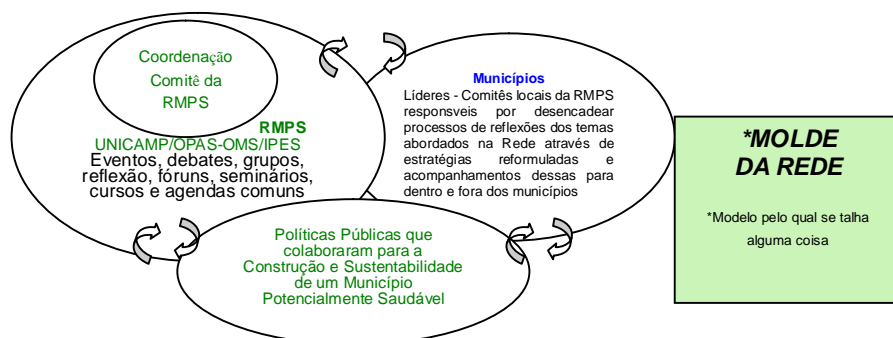 Coordenação
Comitê da
RMPS
RMPS
UNICAMP/OPAS-OMS/IPES
Eventos, debates, grupos,
reflexão, fóruns, seminários,
cursos e agendas comuns
Municípios
Líderes - Comitês locais da RMPS
responsveis por desencadear
processos de reflexões dos temas
abordados na Rede através de
estratégias reformuladas e
acompanhamentos dessas para
dentro e fora dos municípios
Políticas Públicas que
colaboraram para a
Construção e Sustentabilidade
de um Município
Potencialmente Saudável
*MOLDE
DA REDE
*Modelo pelo qual se talha
alguma coisa